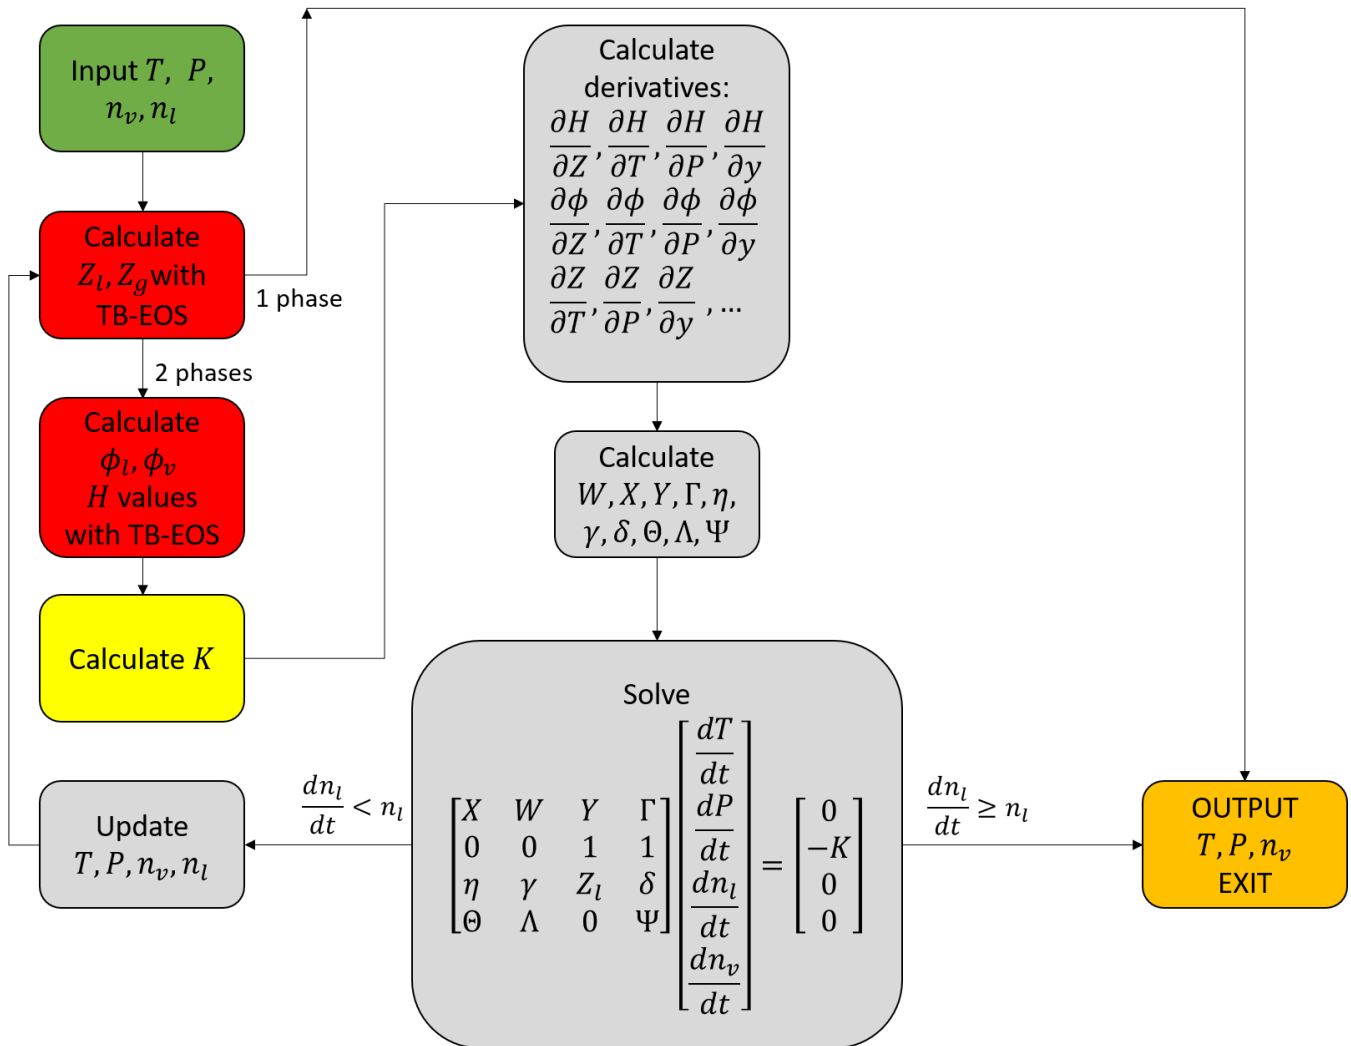 Input T, P,
n_v, n_l
Calculate
Z_l, Z_g with
TB-EOS
1 phase
2 phases
Calculate
ϕ_l, ϕ_v
H values
with TB-EOS
Calculate K
Calculate
derivatives:
∂H/∂Z, ∂H/∂T, ∂H/∂P, ∂H/∂y
∂ϕ/∂Z, ∂ϕ/∂T, ∂ϕ/∂P, ∂ϕ/∂y
∂Z/∂T, ∂Z/∂P, ∂Z/∂y, …
Calculate
W, X, Y, Γ, η,
γ, δ, Θ, Λ, Ψ
Solve
[X W Y Γ] [dT/dt] [0]
[0 0 1 1] [dP/dt] = [−K]
[η γ Z_l δ] [dn_l/dt] [0]
[Θ Λ 0 Ψ] [dn_v/dt] [0]
dn_l/dt < n_l
Update
T, P, n_v, n_l
dn_l/dt ≥ n_l
OUTPUT
T, P, n_v
EXIT